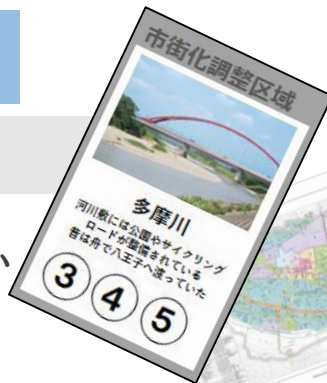 市街化調整区域
多摩川
河川敷には公園やサイクリング
ロードが整備されている
昔は舟で八王子へ渡っていた
3 4 5
、